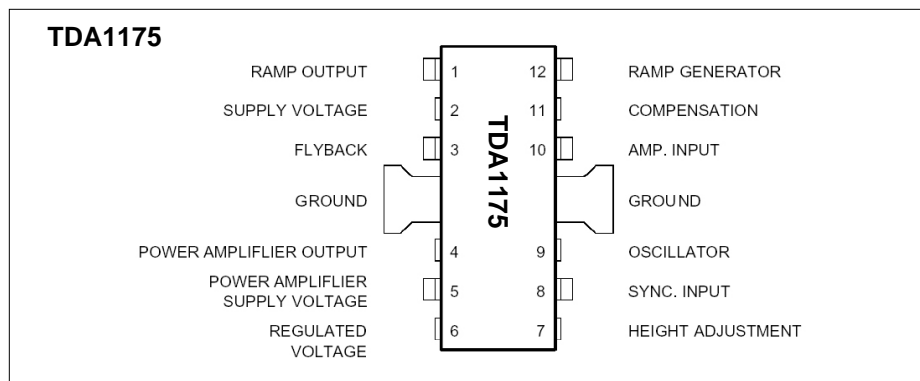 TDA1175
RAMP OUTPUT 1 12 RAMP GENERATOR
SUPPLY VOLTAGE 2 11 COMPENSATION
FLYBACK 3 10 AMP. INPUT
GROUND TDA1175 GROUND
POWER AMPLIFLIER OUTPUT 4 9 OSCILLATOR
POWER AMPLIFLIER
SUPPLY VOLTAGE 5 8 SYNC. INPUT
REGULATED
VOLTAGE 6 7 HEIGHT ADJUSTMENT